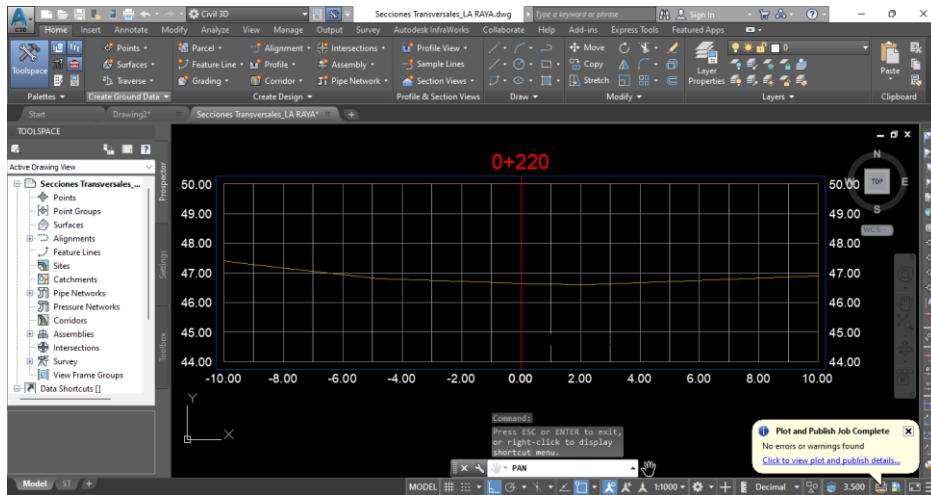 Civil 3D
Secciones Transversales_LA RAYA.dwg
Type a keyword or phrase
Sign In
C3D
Home Insert Annotate Modify Analyze View Manage Output Survey Autodesk InfraWorks Collaborate Help Add-ins Express Tools Featured Apps
Toolspace
Points
Surfaces
Traverse
Parcel
Feature Line
Grading
Alignment
Profile
Corridor
Intersections
Assembly
Pipe Network
Profile View
Sample Lines
Section Views
Move
Copy
Stretch
Layer
Properties
0
Paste
Palettes
Create Ground Data
Create Design
Profile & Section Views
Draw
Modify
Layers
Clipboard
Start
Drawing2*
Secciones Transversales_LA RAYA*
TOOLSPACE
Active Drawing View
Secciones Transversales_...
Points
Point Groups
Surfaces
Alignments
Feature Lines
Sites
Catchments
Pipe Networks
Pressure Networks
Corridors
Assemblies
Intersections
Survey
View Frame Groups
Data Shortcuts []
Prospector
Settings
Toolbox
0+220
50.00 50.00
49.00 49.00
48.00 48.00
47.00 47.00
46.00 46.00
45.00 45.00
44.00 44.00
-10.00 -8.00 -6.00 -4.00 -2.00 0.00 2.00 4.00 6.00 8.00 10.00
N
TOP
E
S
W
WCS
Y
X
Command:
Press ESC or ENTER to exit,
or right-click to display
shortcut menu.
PAN
Plot and Publish Job Complete
No errors or warnings found
Click to view plot and publish details...
Model ST
MODEL
1:1000
Decimal
3.500